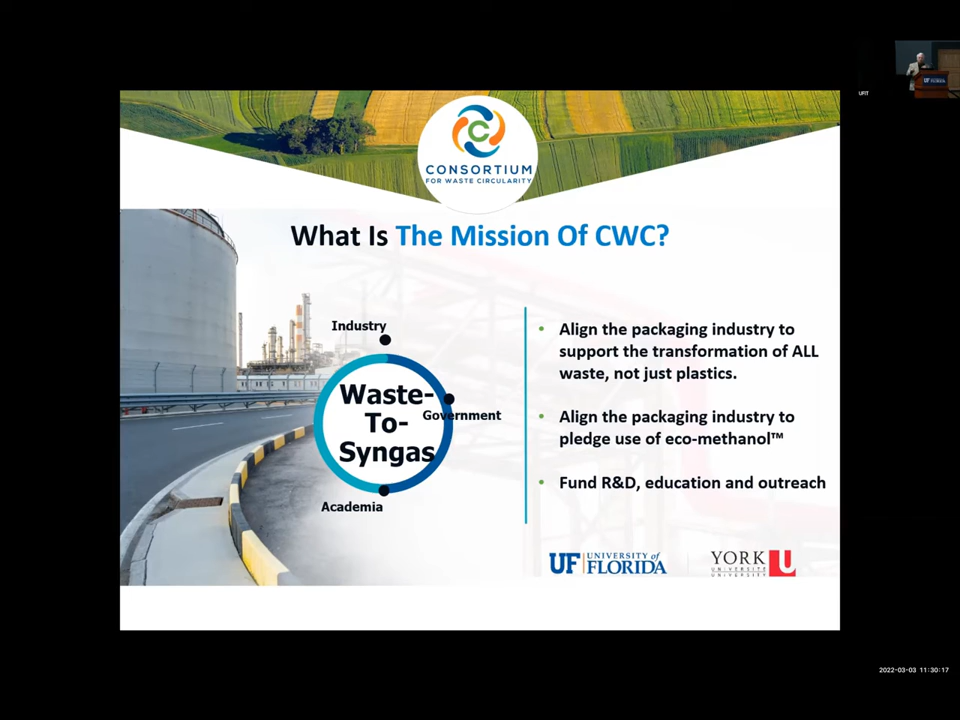 UF FLORIDA
UFIT
C
CONSORTIUM
FOR WASTE CIRCULARITY
What Is The Mission Of CWC?
Industry
Waste-
To-
Syngas
Government
Academia
• Align the packaging industry to
support the transformation of ALL
waste, not just plastics.
• Align the packaging industry to
pledge use of eco-methanol™
• Fund R&D, education and outreach
UF UNIVERSITY of
FLORIDA
YORK U
UNIVERSITÉ
UNIVERSITY
2022-03-03 11:30:17